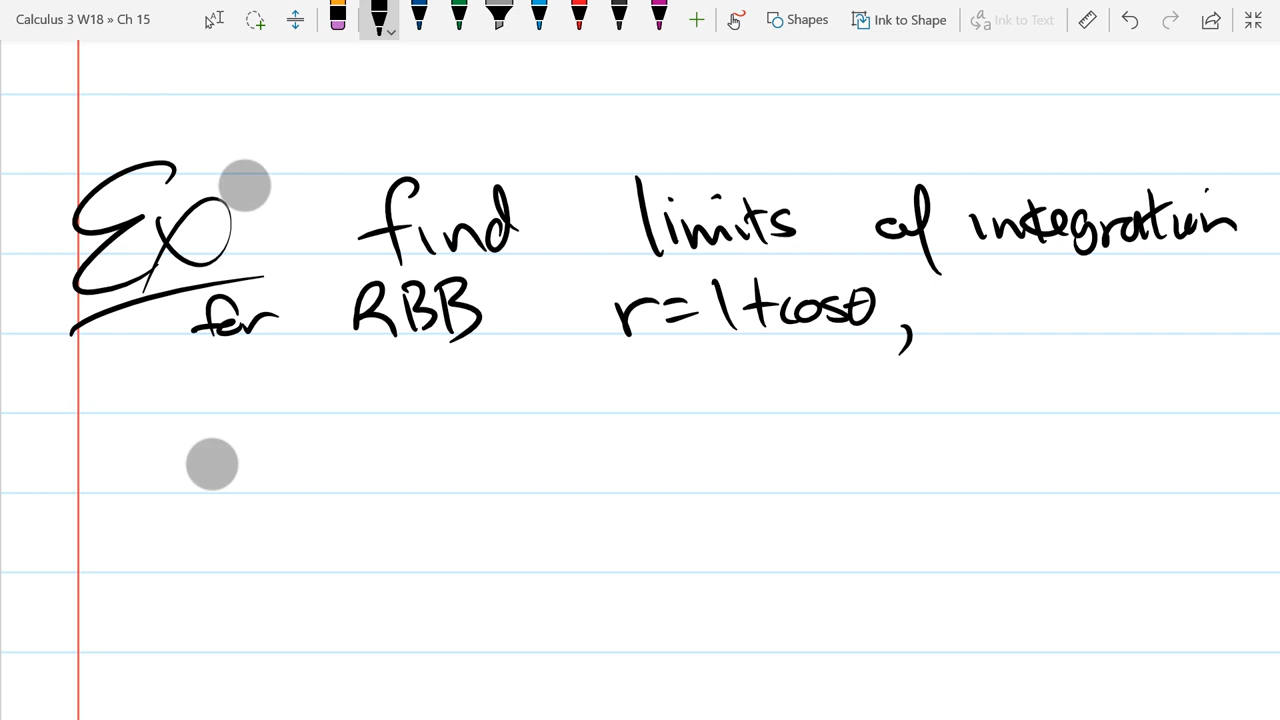 Calculus 3 W18 » Ch 15
Shapes
Ink to Shape
Ink to Text
Ex find limits of integration
for RBB r=1+cosθ,